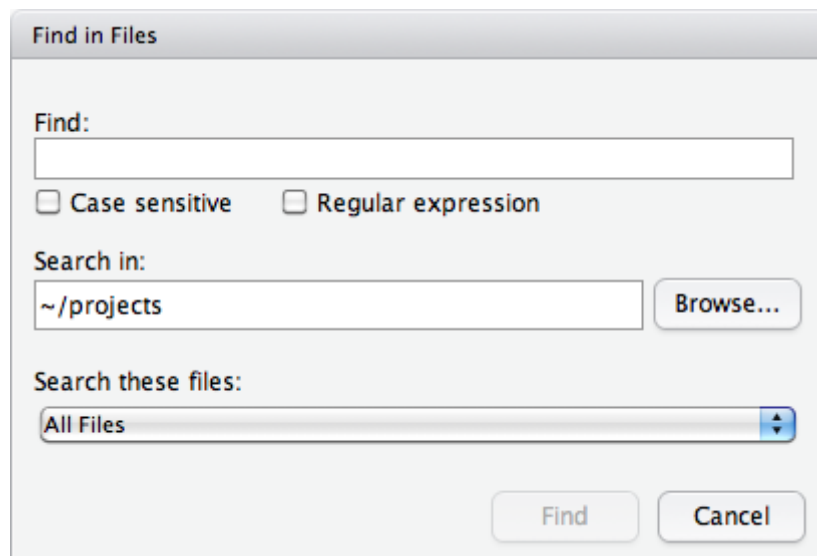 Find in Files
Find:
Case sensitive Regular expression
Search in:
~/projects Browse...
Search these files:
All Files
Find Cancel